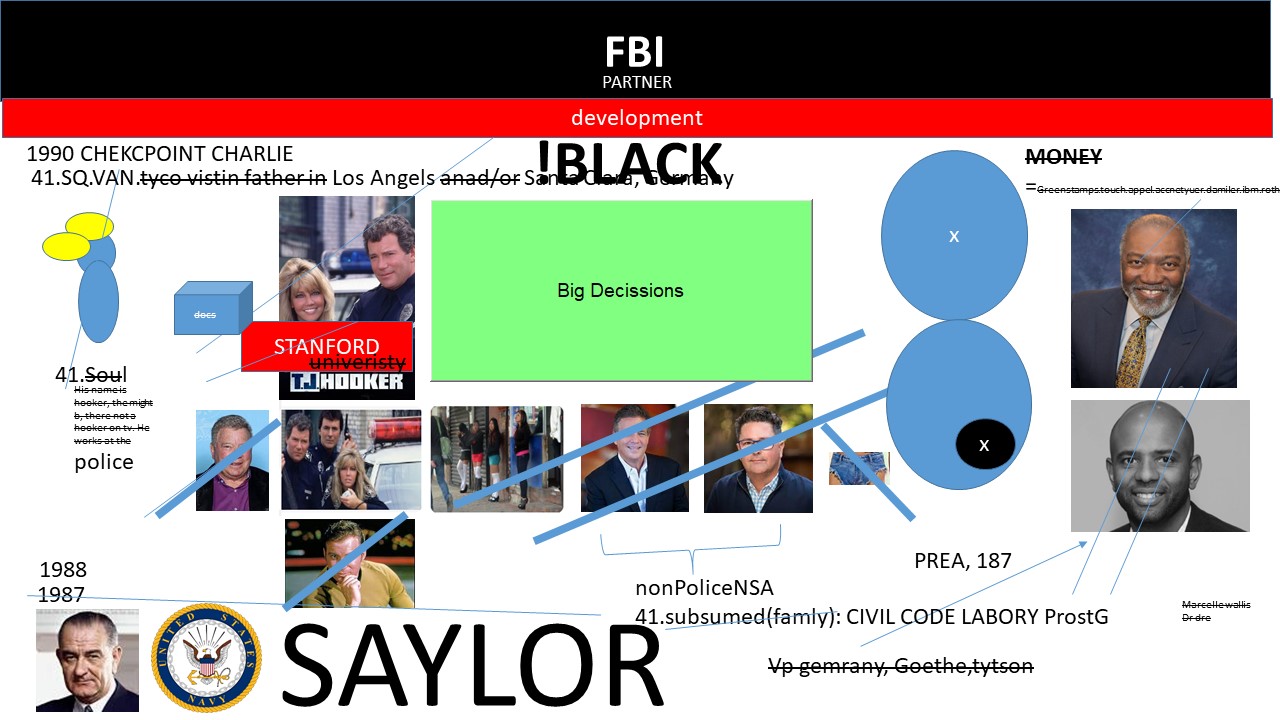 FBI
PARTNER
development
1990 CHEKCPOINT CHARLIE
!BLACK
MONEY
41.SQ.VAN.tyco vistin father in Los Angels anad/or Santa Clara, Germany
=Greenstamps.touch.appel.accnetyuer.damiler.ibm.roth
X
Big Decissions
docs
STANFORD
univeristy
T.J. HOOKER
41.Soul
His name is
hooker, the might
b, there not a
hooker on tv. He
works at the
police
X
PREA, 187
1988
1987
nonPoliceNSA
41.subsumed(famly): CIVIL CODE LABORY ProstG
Marcelle wallis
Dr dre
UNITED STATES
NAVY
SAYLOR
Vp gemrany, Goethe,tytson